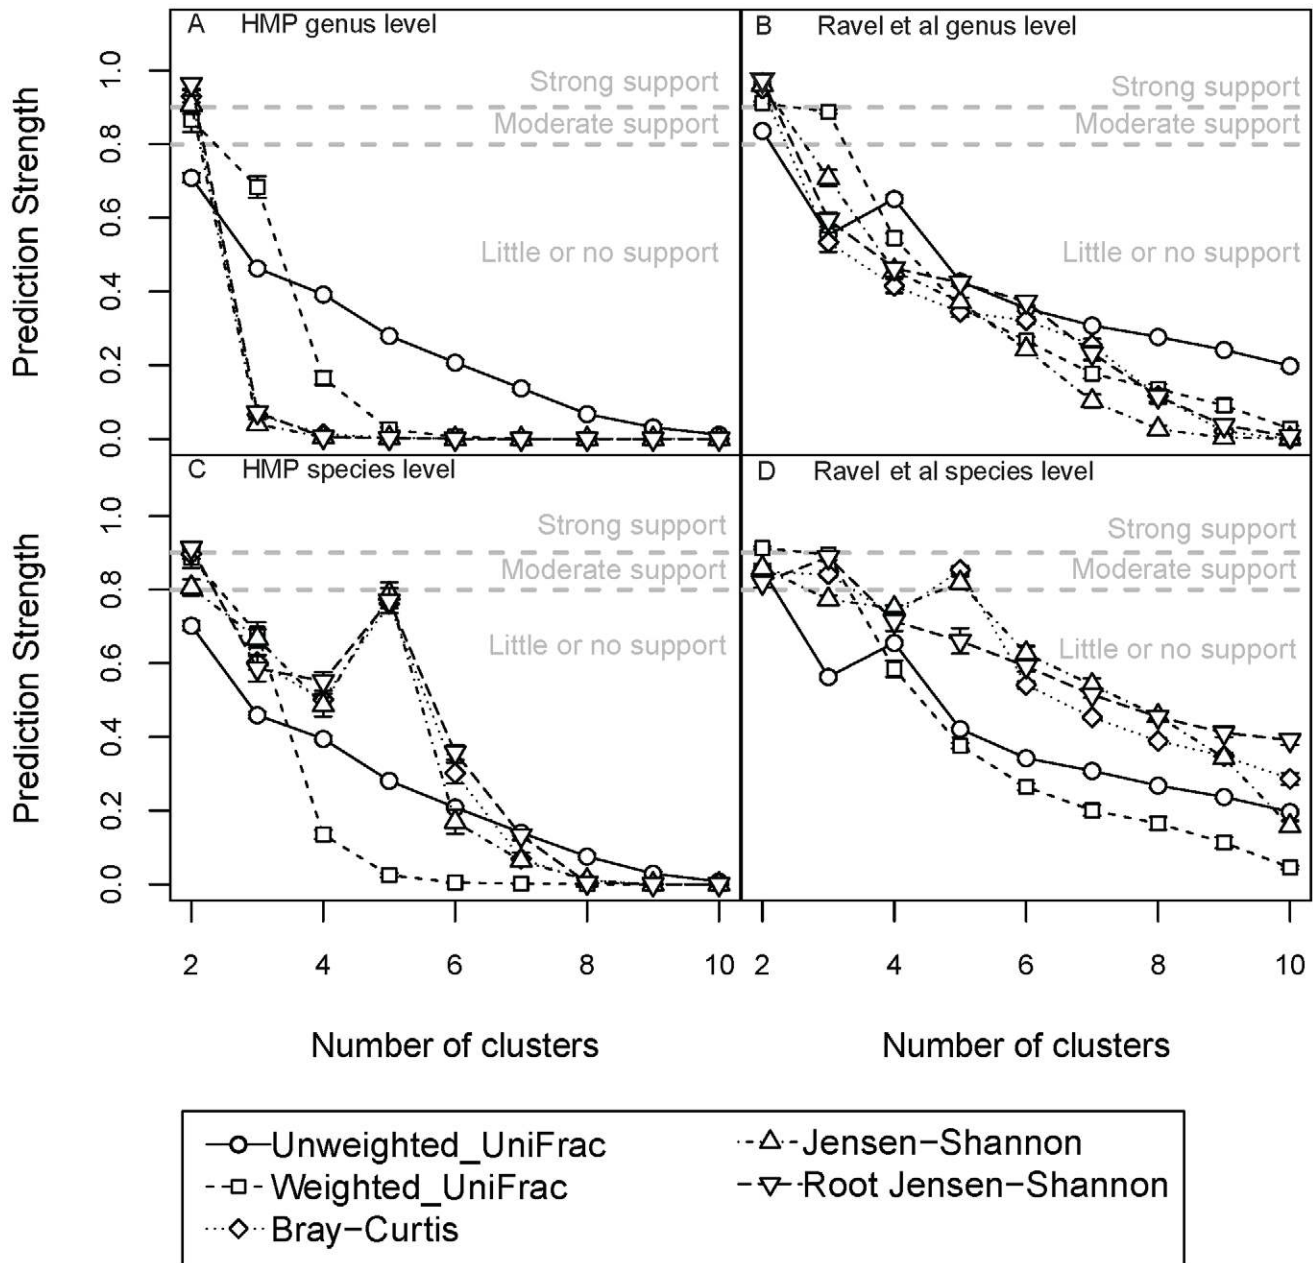 A HMP genus level
Strong support
Moderate support
Little or no support
B Ravel et al genus level
Strong support
Moderate support
Little or no support
Prediction Strength
1.0
0.8
0.6
0.4
0.2
0.0
C HMP species level
Strong support
Moderate support
Little or no support
D Ravel et al species level
Strong support
Moderate support
Little or no support
Prediction Strength
1.0
0.8
0.6
0.4
0.2
0.0
2 4 6 8 10
2 4 6 8 10
Number of clusters
Number of clusters
Unweighted_UniFrac
Weighted_UniFrac
Bray−Curtis
Jensen−Shannon
Root Jensen−Shannon